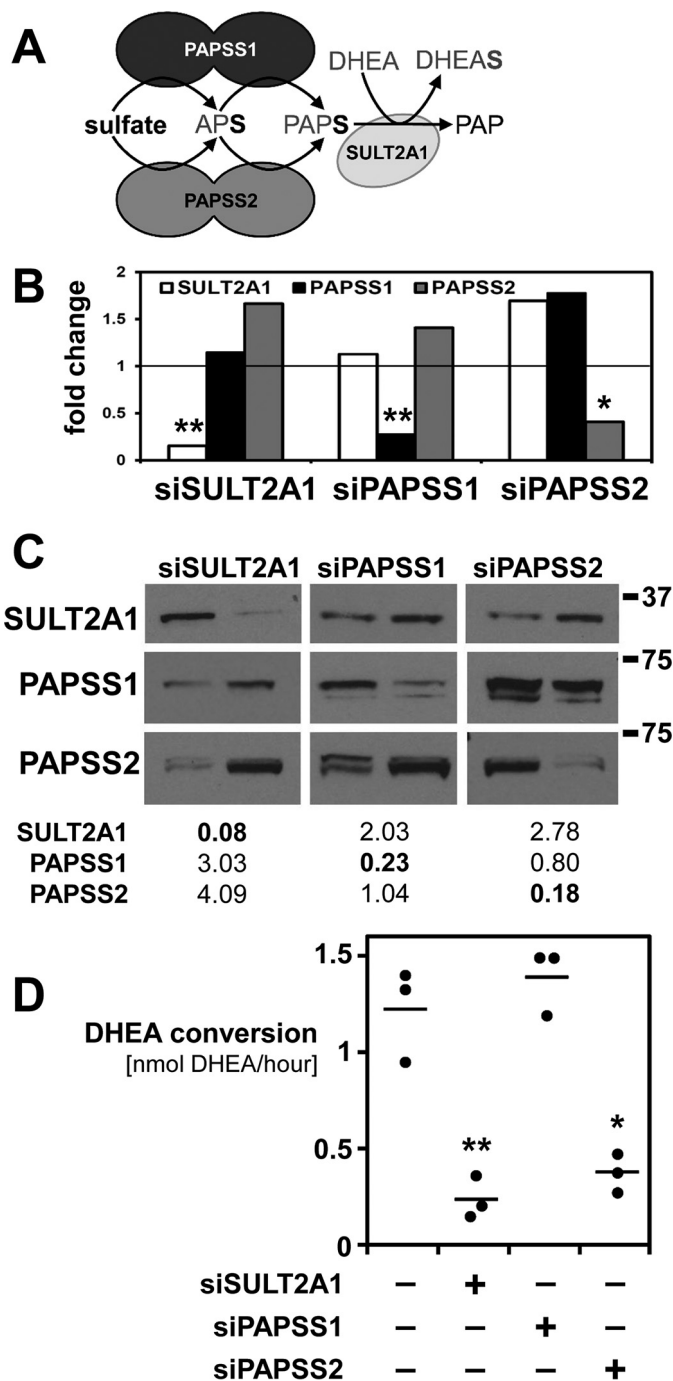 A
PAPSS1
DHEA DHEAS
sulfate APS PAPS PAP
SULT2A1
PAPSS2
B
fold change
2
1.5
1
0.5
0
SULT2A1 PAPSS1 PAPSS2
** ** *
siSULT2A1 siPAPSS1 siPAPSS2
C
siSULT2A1 siPAPSS1 siPAPSS2
SULT2A1 37
PAPSS1 75
PAPSS2 75
SULT2A1 0.08 2.03 2.78
PAPSS1 3.03 0.23 0.80
PAPSS2 4.09 1.04 0.18
D
DHEA conversion
[nmol DHEA/hour]
1.5
1
0.5
0
** *
siSULT2A1 – + – –
siPAPSS1 – – + –
siPAPSS2 – – – +